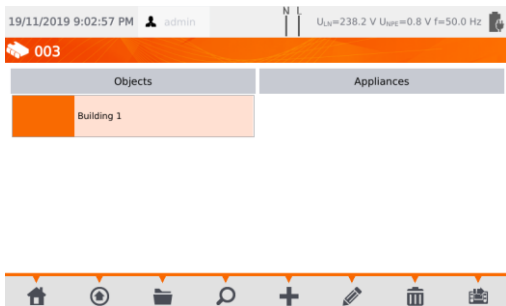 19/11/2019 9:02:57 PM admin N L ULN=238.2 V UNPE=0.8 V f=50.0 Hz
003
Objects Appliances
Building 1